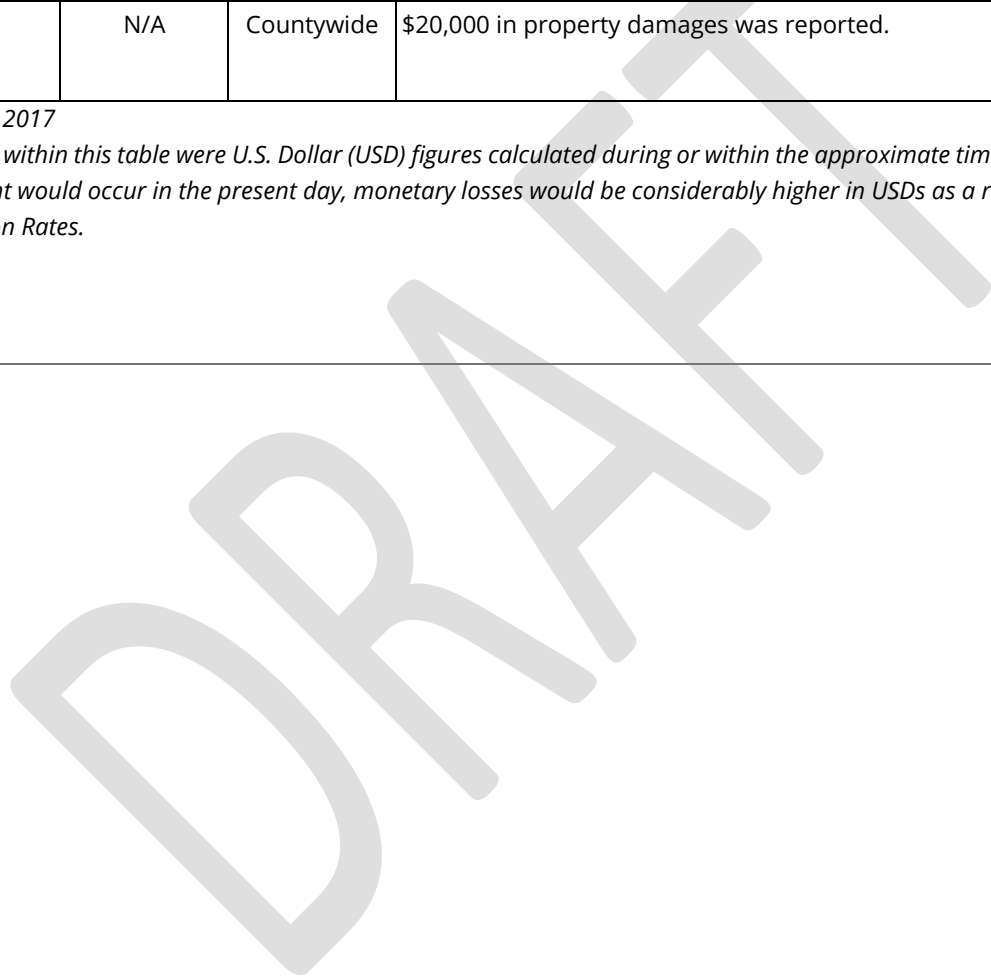 N/A Countywide $20,000 in property damages was reported.
2017
within this table were U.S. Dollar (USD) figures calculated during or within the approximate tim
t would occur in the present day, monetary losses would be considerably higher in USDs as a r
n Rates.
DRAFT